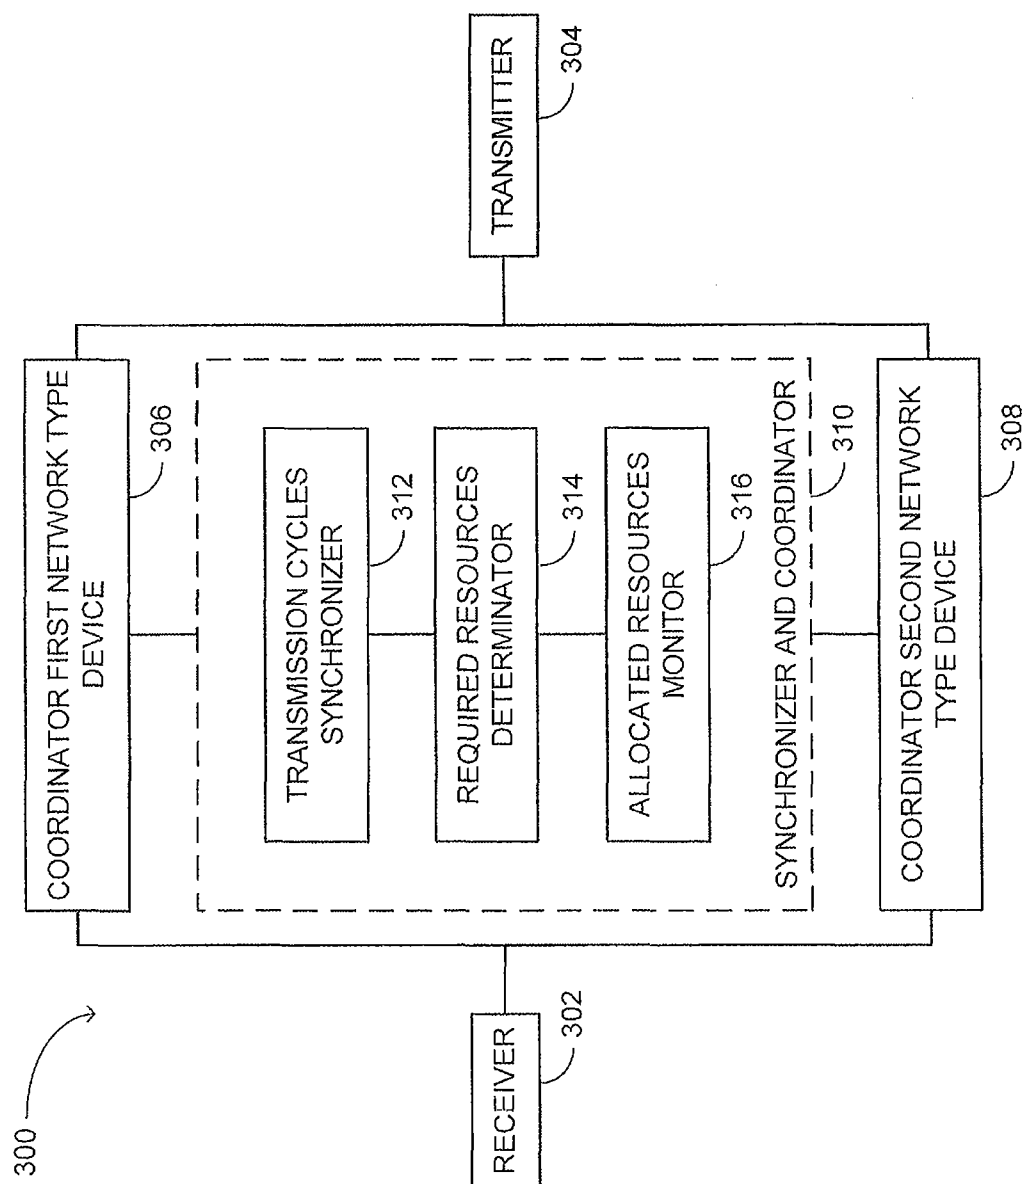 300
COORDINATOR FIRST NETWORK TYPE
DEVICE
306
TRANSMISSION CYCLES
SYNCHRONIZER
312
REQUIRED RESOURCES
DETERMINATOR
314
ALLOCATED RESOURCES
MONITOR
316
SYNCHRONIZER AND COORDINATOR
310
RECEIVER
302
TRANSMITTER
304
COORDINATOR SECOND NETWORK
TYPE DEVICE
308